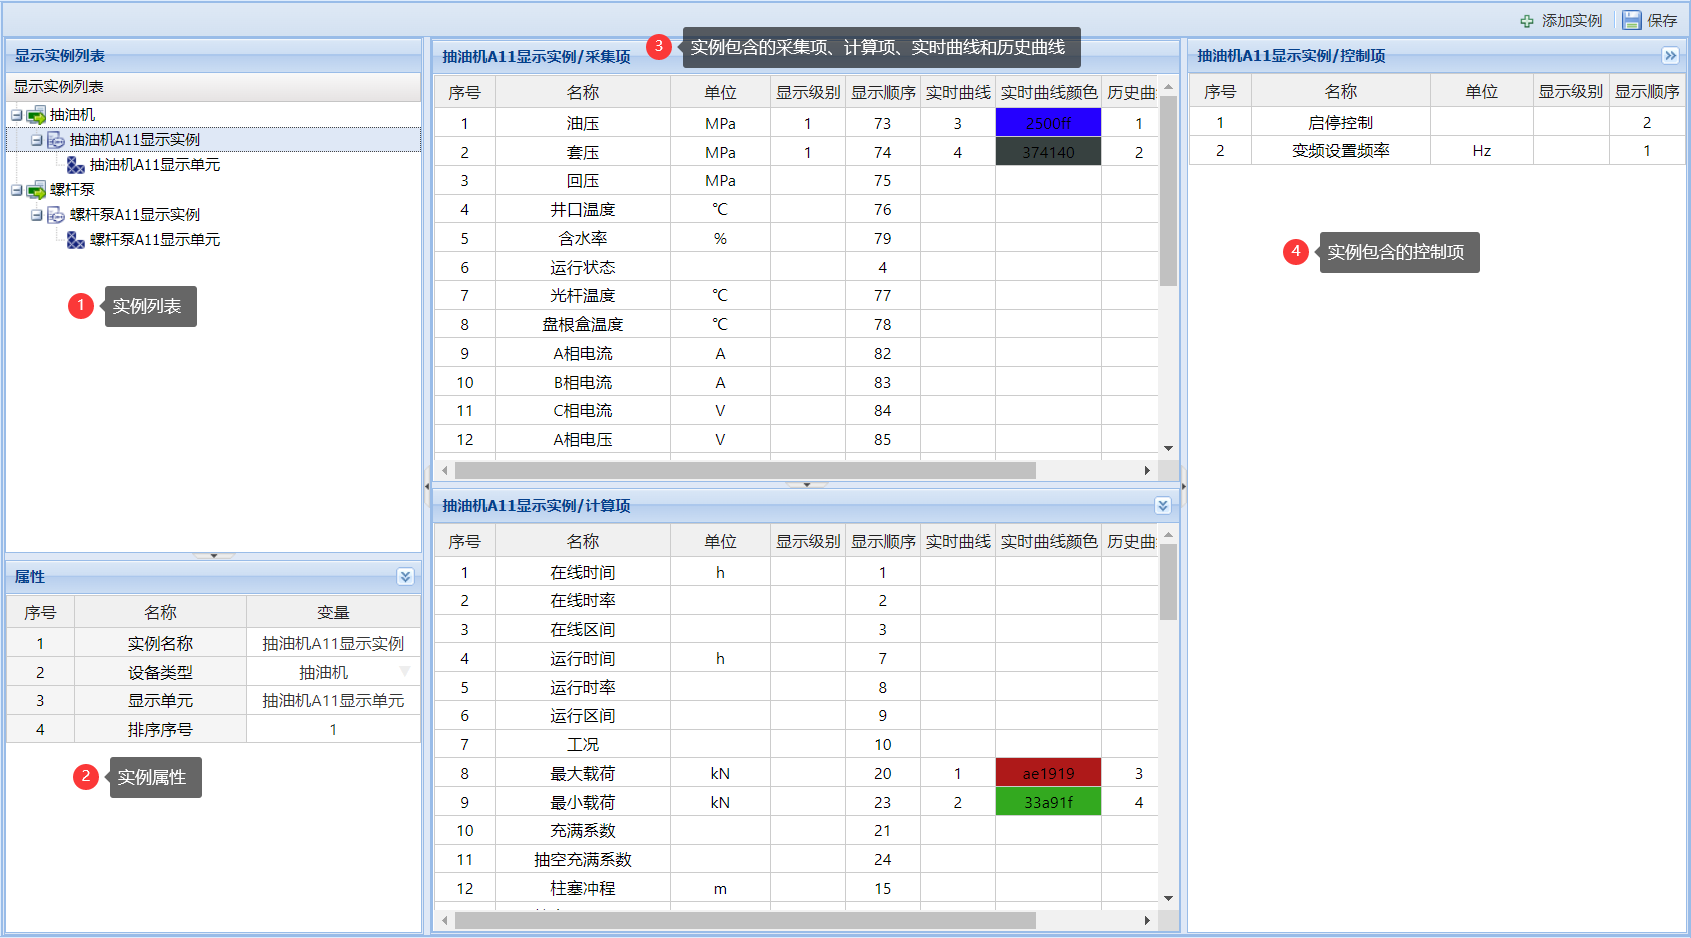 添加实例 保存
显示实例列表
显示实例列表
抽油机
抽油机A11显示实例
抽油机A11显示单元
螺杆泵
螺杆泵A11显示实例
螺杆泵A11显示单元
1 实例列表
属性
序号 名称 变量
1 实例名称 抽油机A11显示实例
2 设备类型 抽油机
3 显示单元 抽油机A11显示单元
4 排序序号 1
2 实例属性
抽油机A11显示实例/采集项
3 实例包含的采集项、计算项、实时曲线和历史曲线
序号 名称 单位 显示级别 显示顺序 实时曲线 实时曲线颜色 历史曲
1 油压 MPa 1 73 3 2500ff 1
2 套压 MPa 1 74 4 374140 2
3 回压 MPa 75
4 井口温度 ℃ 76
5 含水率 % 79
6 运行状态 4
7 光杆温度 ℃ 77
8 盘根盒温度 ℃ 78
9 A相电流 A 82
10 B相电流 A 83
11 C相电流 V 84
12 A相电压 V 85
抽油机A11显示实例/计算项
序号 名称 单位 显示级别 显示顺序 实时曲线 实时曲线颜色 历史曲
1 在线时间 h 1
2 在线时率 2
3 在线区间 3
4 运行时间 h 7
5 运行时率 8
6 运行区间 9
7 工况 10
8 最大载荷 kN 20 1 ae1919 3
9 最小载荷 kN 23 2 33a91f 4
10 充满系数 21
11 抽空充满系数 24
12 柱塞冲程 m 15
抽油机A11显示实例/控制项
序号 名称 单位 显示级别 显示顺序
1 启停控制 2
2 变频设置频率 Hz 1
4 实例包含的控制项